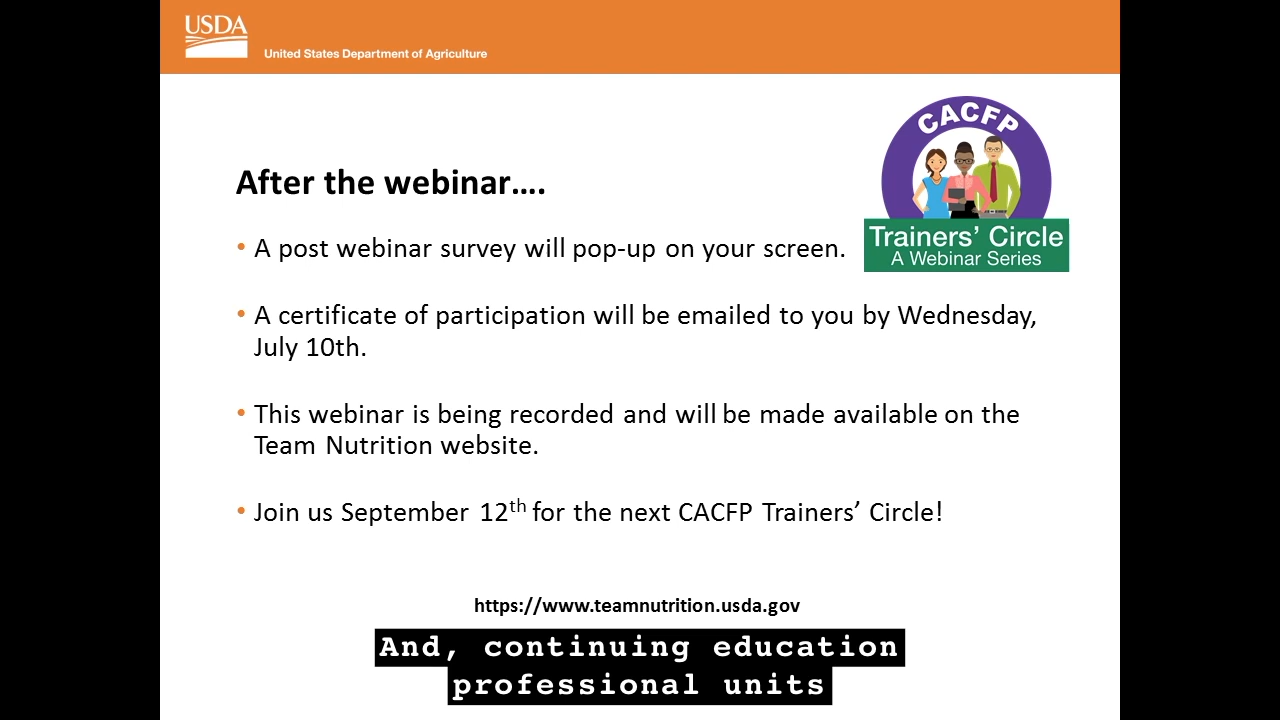 USDA
United States Department of Agriculture
CACFP
Trainers' Circle
A Webinar Series
After the webinar....
• A post webinar survey will pop-up on your screen.
• A certificate of participation will be emailed to you by Wednesday,
July 10th.
• This webinar is being recorded and will be made available on the
Team Nutrition website.
• Join us September 12th for the next CACFP Trainers’ Circle!
https://www.teamnutrition.usda.gov
And, continuing education
professional units